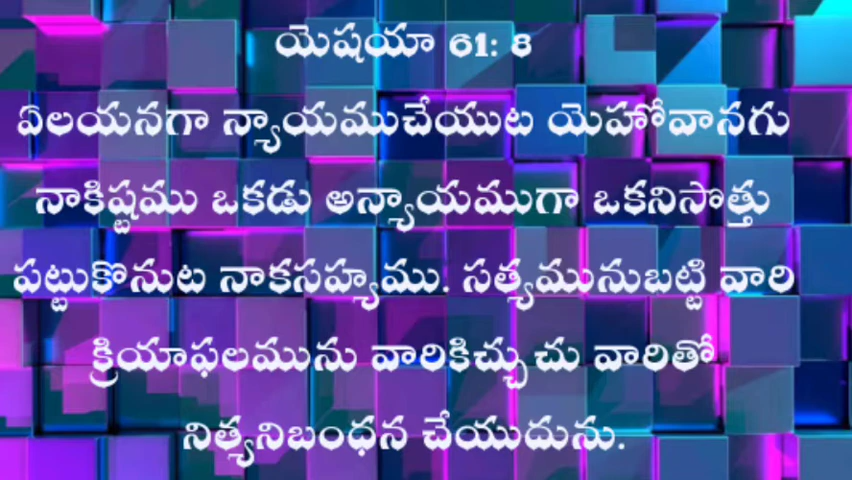 యెషయా 61: 8
ఏలయనగా న్యాయముచేయుట యెహోవానగు
నాకిష్టము ఒకడు అన్యాయముగా ఒకనిసొత్తు
పట్టుకొనుట నాకసహ్యము. సత్యమునుబట్టి వారి
క్రియాఫలమును వారికిచ్చుచు వారితో
నిత్యనిబంధన చేయుదును.